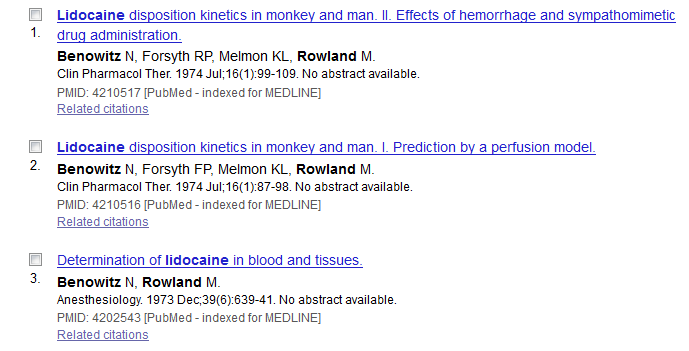 Lidocaine disposition kinetics in monkey and man. II. Effects of hemorrhage and sympathomimetic
1. drug administration.
Benowitz N, Forsyth RP, Melmon KL, Rowland M.
Clin Pharmacol Ther. 1974 Jul;16(1):99-109. No abstract available.
PMID: 4210517 [PubMed - indexed for MEDLINE]
Related citations
Lidocaine disposition kinetics in monkey and man. I. Prediction by a perfusion model.
2. Benowitz N, Forsyth FP, Melmon KL, Rowland M.
Clin Pharmacol Ther. 1974 Jul;16(1):87-98. No abstract available.
PMID: 4210516 [PubMed - indexed for MEDLINE]
Related citations
Determination of lidocaine in blood and tissues.
3. Benowitz N, Rowland M.
Anesthesiology. 1973 Dec;39(6):639-41. No abstract available.
PMID: 4202543 [PubMed - indexed for MEDLINE]
Related citations